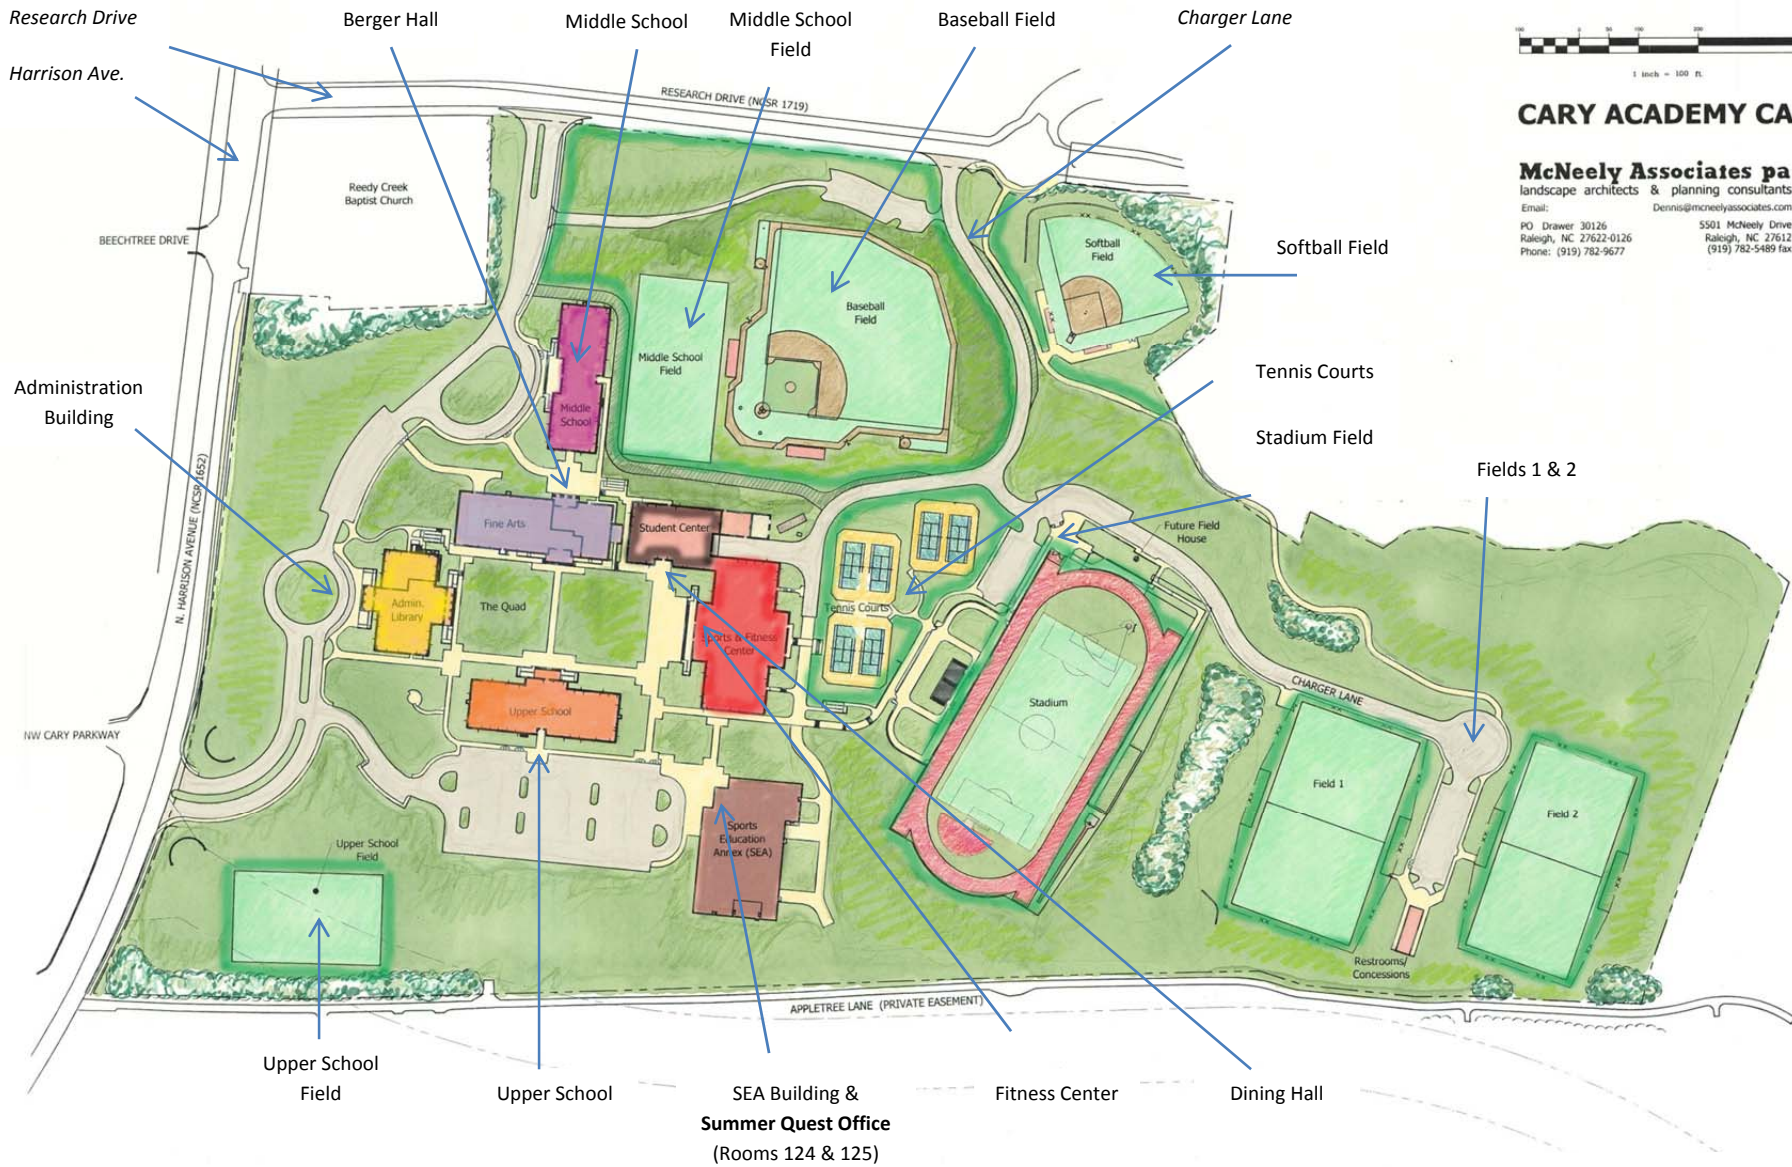 Research Drive
Berger Hall
Middle School
Middle School
Field
Baseball Field
Charger Lane
Harrison Ave.
100 0 50 100 200
1 inch = 100 ft.
CARY ACADEMY CA
McNeely Associates pa
landscape architects & planning consultants
Email: Dennis@mcneelyassociates.com
PO Drawer 30126 5501 McNeely Drive
Raleigh, NC 27622-0126 Raleigh, NC 27612
Phone: (919) 782-9677 (919) 782-5489 fax
RESEARCH DRIVE (NCSR 1719)
Reedy Creek
Baptist Church
BEECHTREE DRIVE
Softball
Field
Softball Field
Baseball
Field
Middle School
Field
Middle
School
Administration
Building
Tennis Courts
Stadium Field
Fields 1 & 2
N. HARRISON AVENUE (NCSR 1652)
Fine Arts
Student Center
Future Field
House
Admin.
Library
The Quad
Tennis Courts
Sports & Fitness
Center
Upper School
Stadium
CHARGER LANE
NW CARY PARKWAY
Field 1
Field 2
Sports
Education
Annex (SEA)
Upper School
Field
Restrooms/
Concessions
APPLETREE LANE (PRIVATE EASEMENT)
Upper School
Field
Upper School
SEA Building &
Summer Quest Office
(Rooms 124 & 125)
Fitness Center
Dining Hall